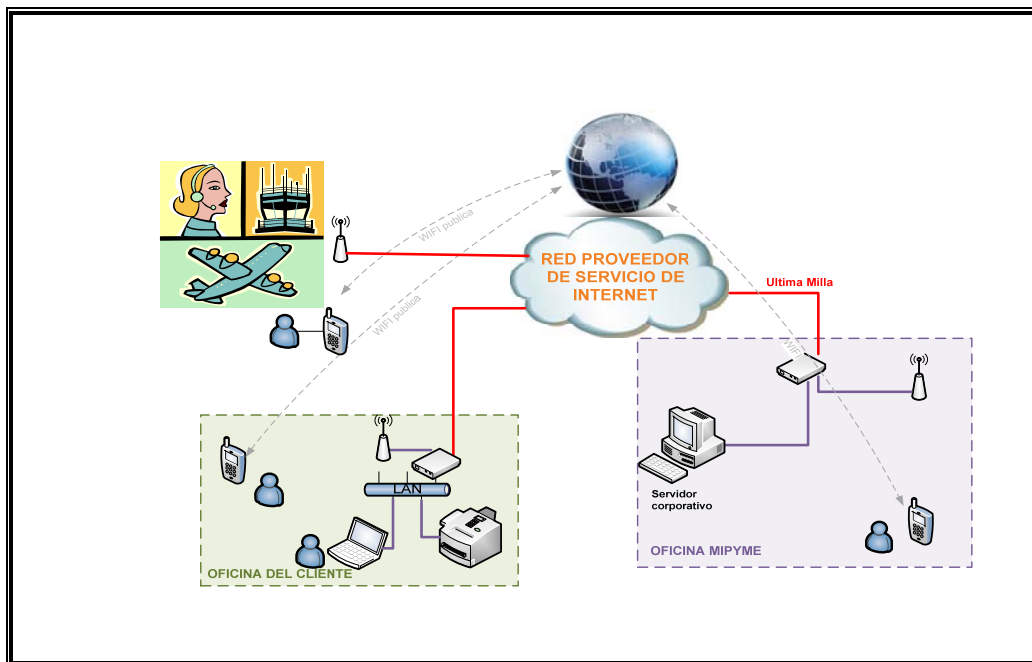 WIFI publica
WIFI publica
RED PROVEEDOR
DE SERVICIO DE
INTERNET
Ultima Milla
WIFI
LAN
OFICINA DEL CLIENTE
Servidor
corporativo
OFICINA MIPYME